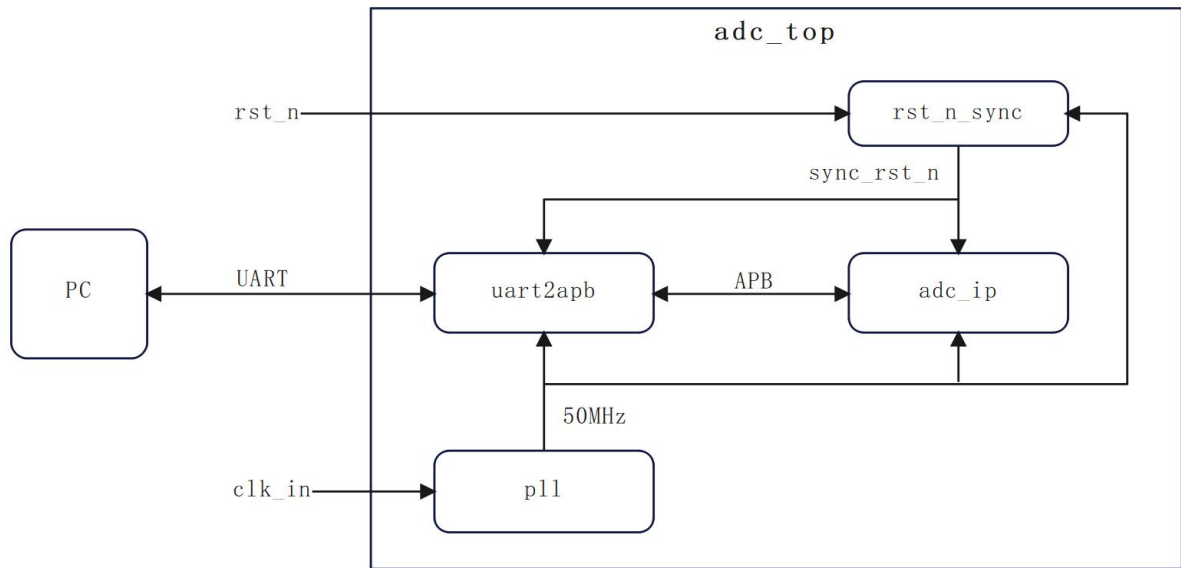 adc_top
rst_n
rst_n_sync
sync_rst_n
PC
UART
uart2apb
APB
adc_ip
50MHz
clk_in
pll